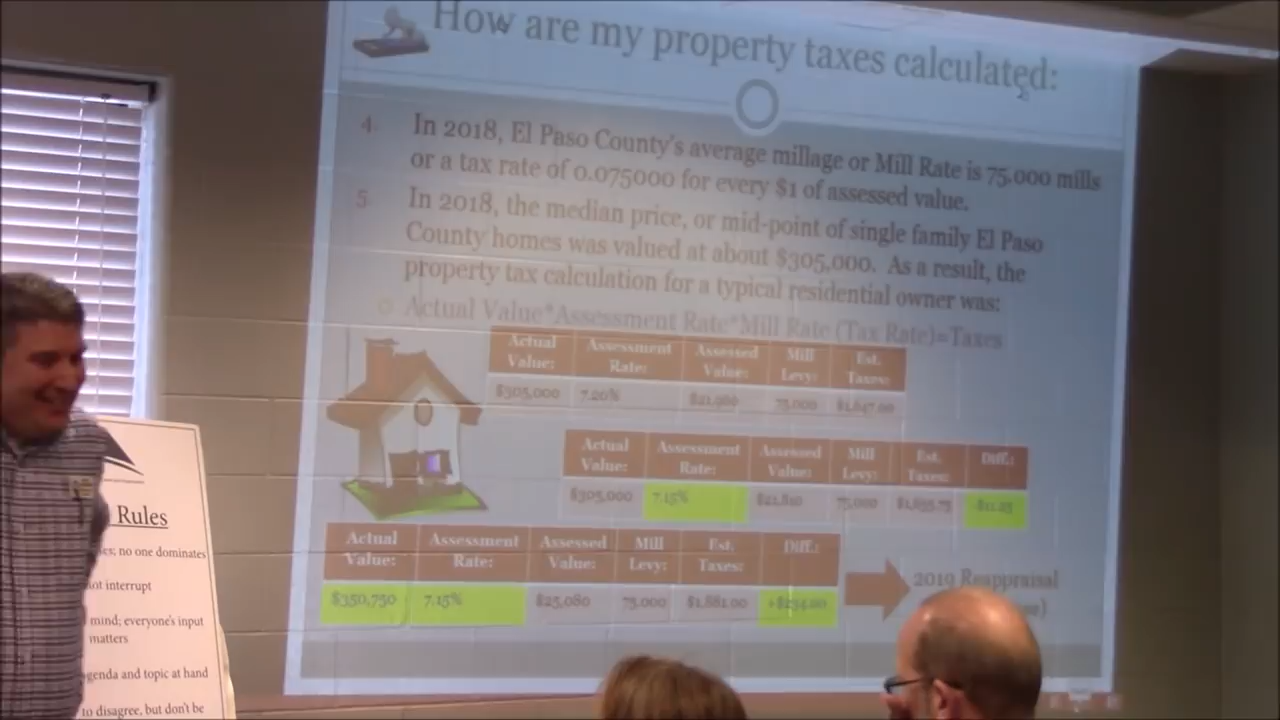 How are my property taxes calculated:
4. In 2018, El Paso County's average millage or Mill Rate is 75.000 mills
or a tax rate of 0.075000 for every $1 of assessed value.
5. In 2018, the median price, or mid-point of single family El Paso
County homes was valued at about $305,000. As a result, the
property tax calculation for a typical residential owner was:
Actual Value*Assessment Rate*Mill Rate (Tax Rate)=Taxes
Actual Assessment Assessed Mill Est.
Value: Rate: Value: Levy: Taxes:
$305,000 7.20% 75.000 $1,647.00
Actual Assessment Assessed Mill Est. Diff.:
Value: Rate: Value: Levy: Taxes:
$305,000 7.15% 75.000
Actual Assessment Assessed Mill Est. Diff.:
Value: Rate: Value: Levy: Taxes:
$350,750 7.15% $25,080 75.000 $1,881.00
2019 Reappraisal
Rules
no one dominates
not interrupt
mind; everyone's input
matters
agenda and topic at hand
to disagree, but don't be